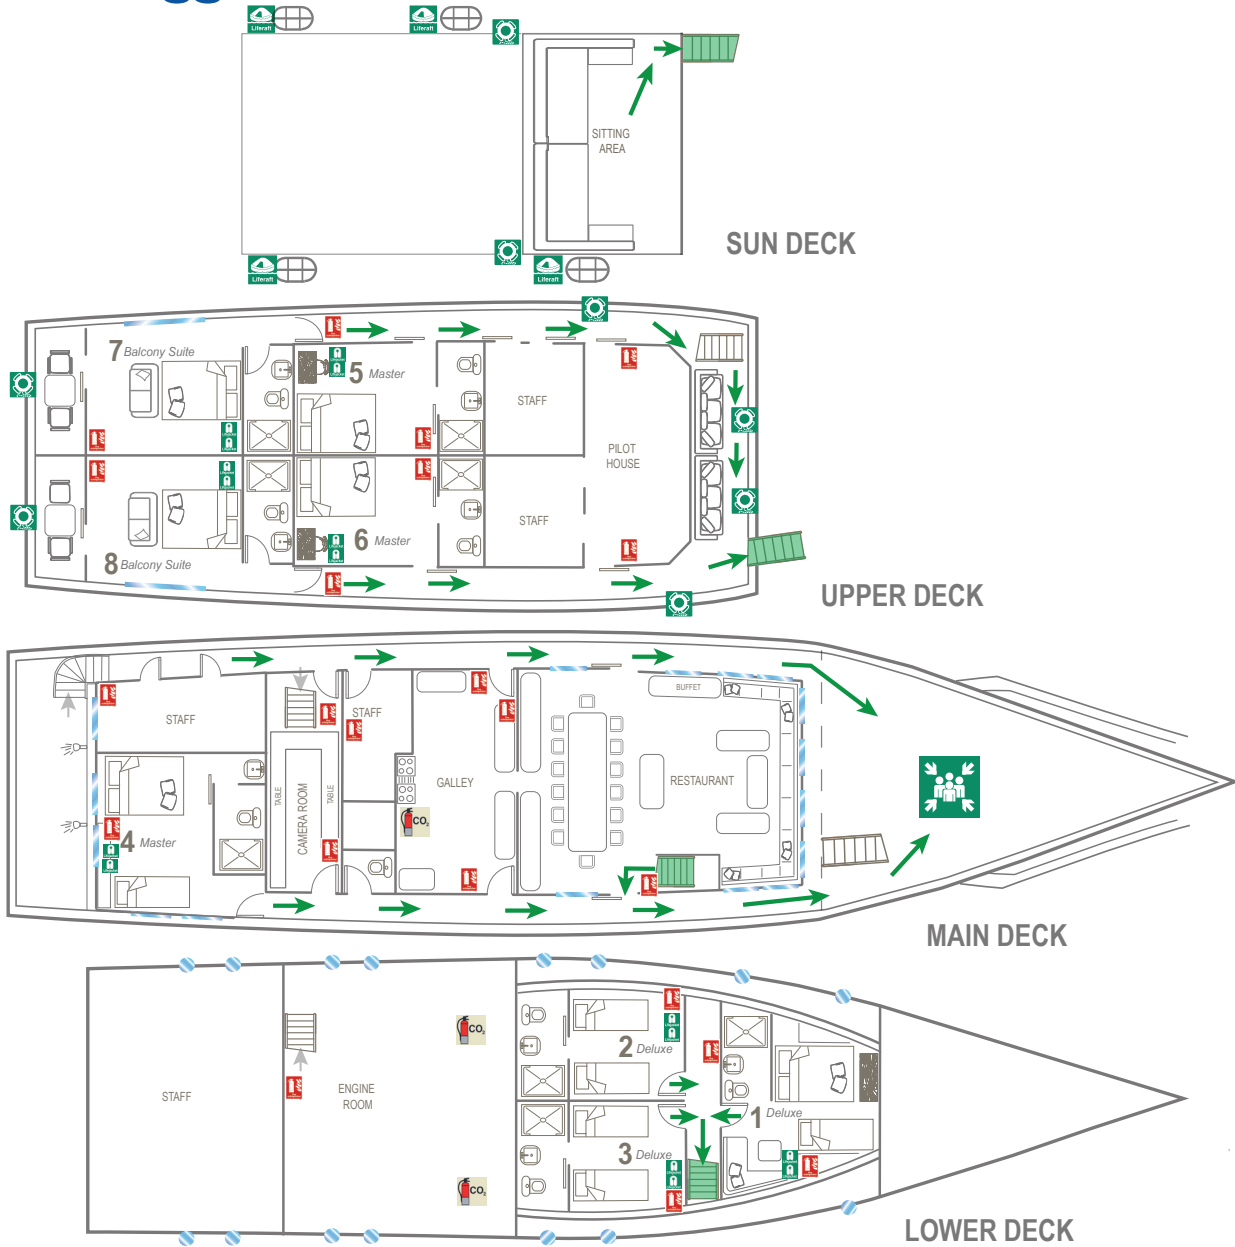 Liferaft
Liferaft
SITTING
AREA
SUN DECK
Liferaft
Liferaft
7 Balcony Suite
5 Master
STAFF
PILOT
HOUSE
STAFF
6 Master
8 Balcony Suite
UPPER DECK
STAFF
STAFF
BUFFET
GALLEY
RESTAURANT
TABLE
CAMERA ROOM
TABLE
CO2
4 Master
MAIN DECK
CO2
2 Deluxe
STAFF
ENGINE
ROOM
1 Deluxe
3 Deluxe
CO2
LOWER DECK